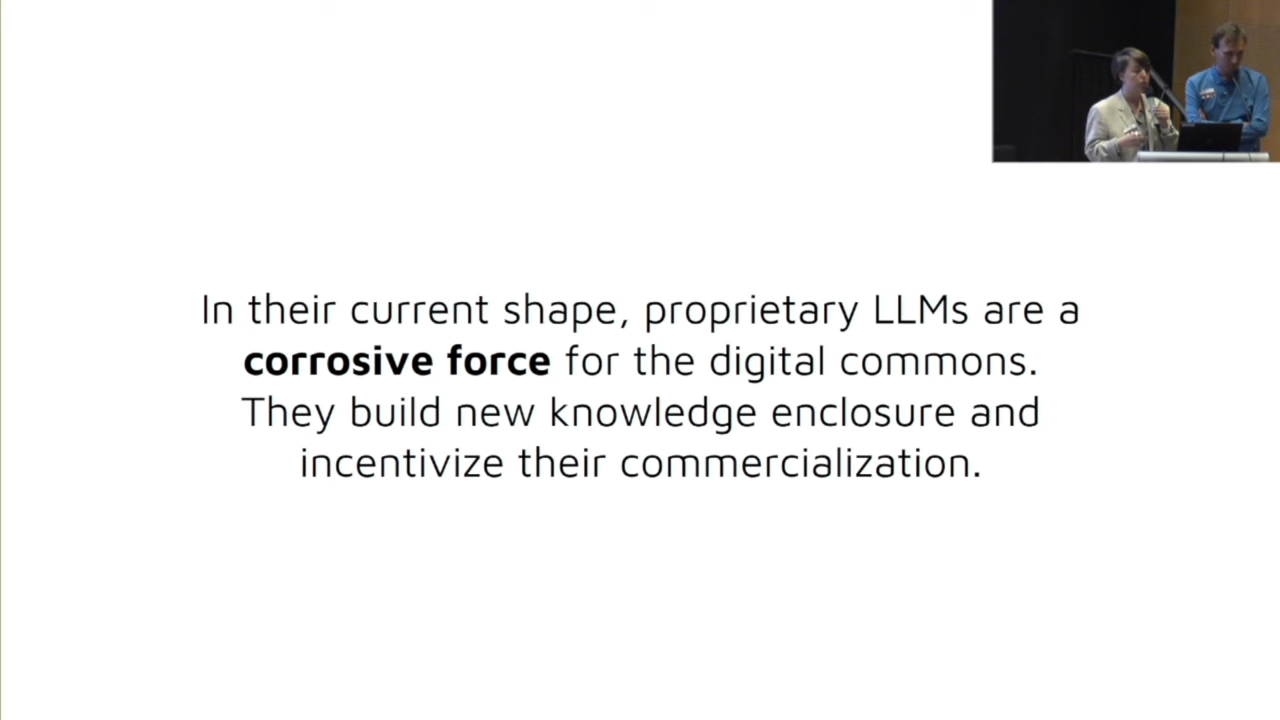 In their current shape, proprietary LLMs are a
corrosive force for the digital commons.
They build new knowledge enclosure and
incentivize their commercialization.